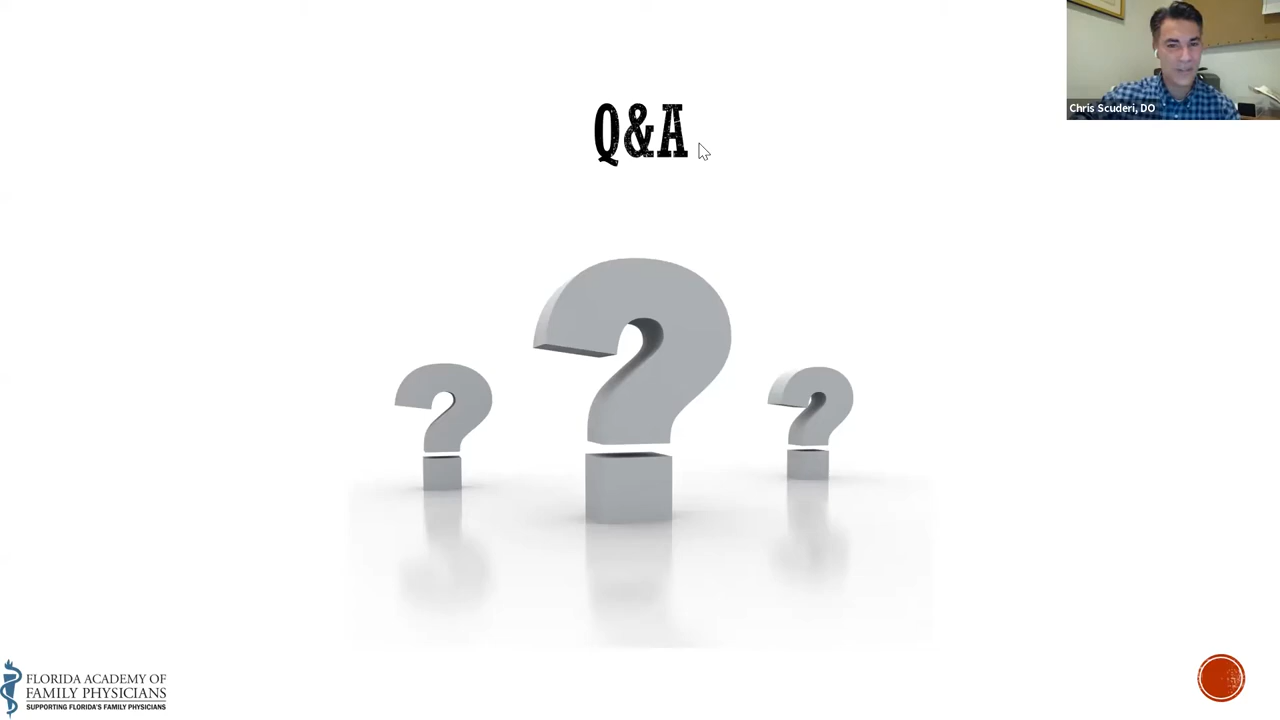 Q&A
Chris Scuderi, DO
? ? ?
FLORIDA ACADEMY OF
FAMILY PHYSICIANS
SUPPORTING FLORIDA'S FAMILY PHYSICIANS